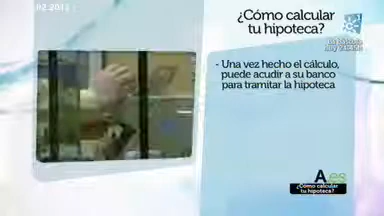 02.2011
¿Cómo calcular
tu hipoteca?
- Una vez hecho el cálculo,
puede acudir a su banco
para tramitar la hipoteca
A.es
¿Cómo calcular
tu hipoteca?